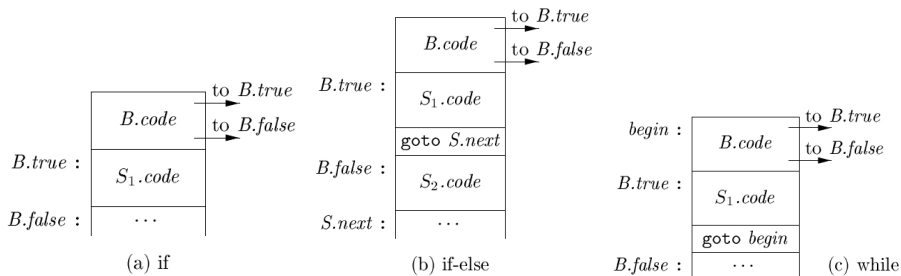 to B.true
B.code
to B.false
B.true :
S₁.code
B.false :
· · ·
(a) if
to B.true
B.code
to B.false
B.true :
S₁.code
goto S.next
B.false :
S₂.code
S.next :
· · ·
(b) if-else
to B.true
begin :
B.code
to B.false
B.true :
S₁.code
goto begin
B.false :
· · ·
(c) while